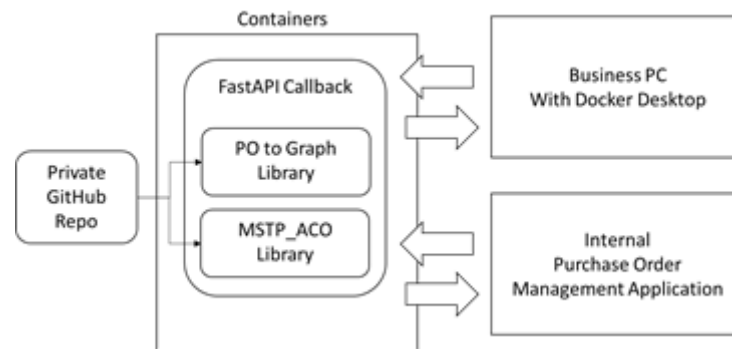 Containers
FastAPI Callback
PO to Graph
Library
MSTP_ACO
Library
Private
GitHub
Repo
Business PC
With Docker Desktop
Internal
Purchase Order
Management Application